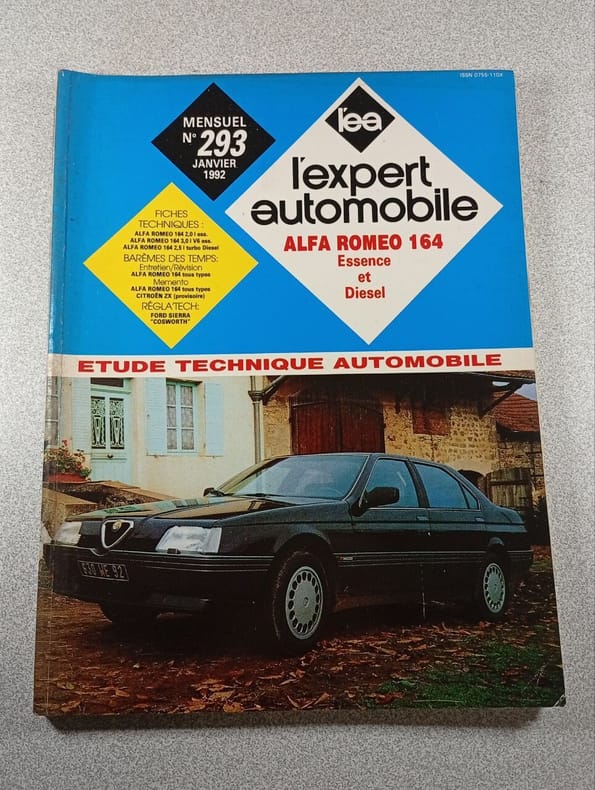 ISSN 0755-110X
MENSUEL
N° 293
JANVIER
1992
l'ea
l'expert
automobile
ALFA ROMEO 164
Essence
et
Diesel
FICHES
TECHNIQUES :
ALFA ROMEO 164 2,0 l ess.
ALFA ROMEO 164 3,0 l V6 ess.
ALFA ROMEO 164 2,5 l turbo Diesel
BARÈMES DES TEMPS:
Entretien/Révision
ALFA ROMEO 164 tous types
Memento
ALFA ROMEO 164 tous types
CITROËN ZX (provisoire)
RÉGLA'TECH:
FORD SIERRA
"COSWORTH"
ETUDE TECHNIQUE AUTOMOBILE
930 WE 92